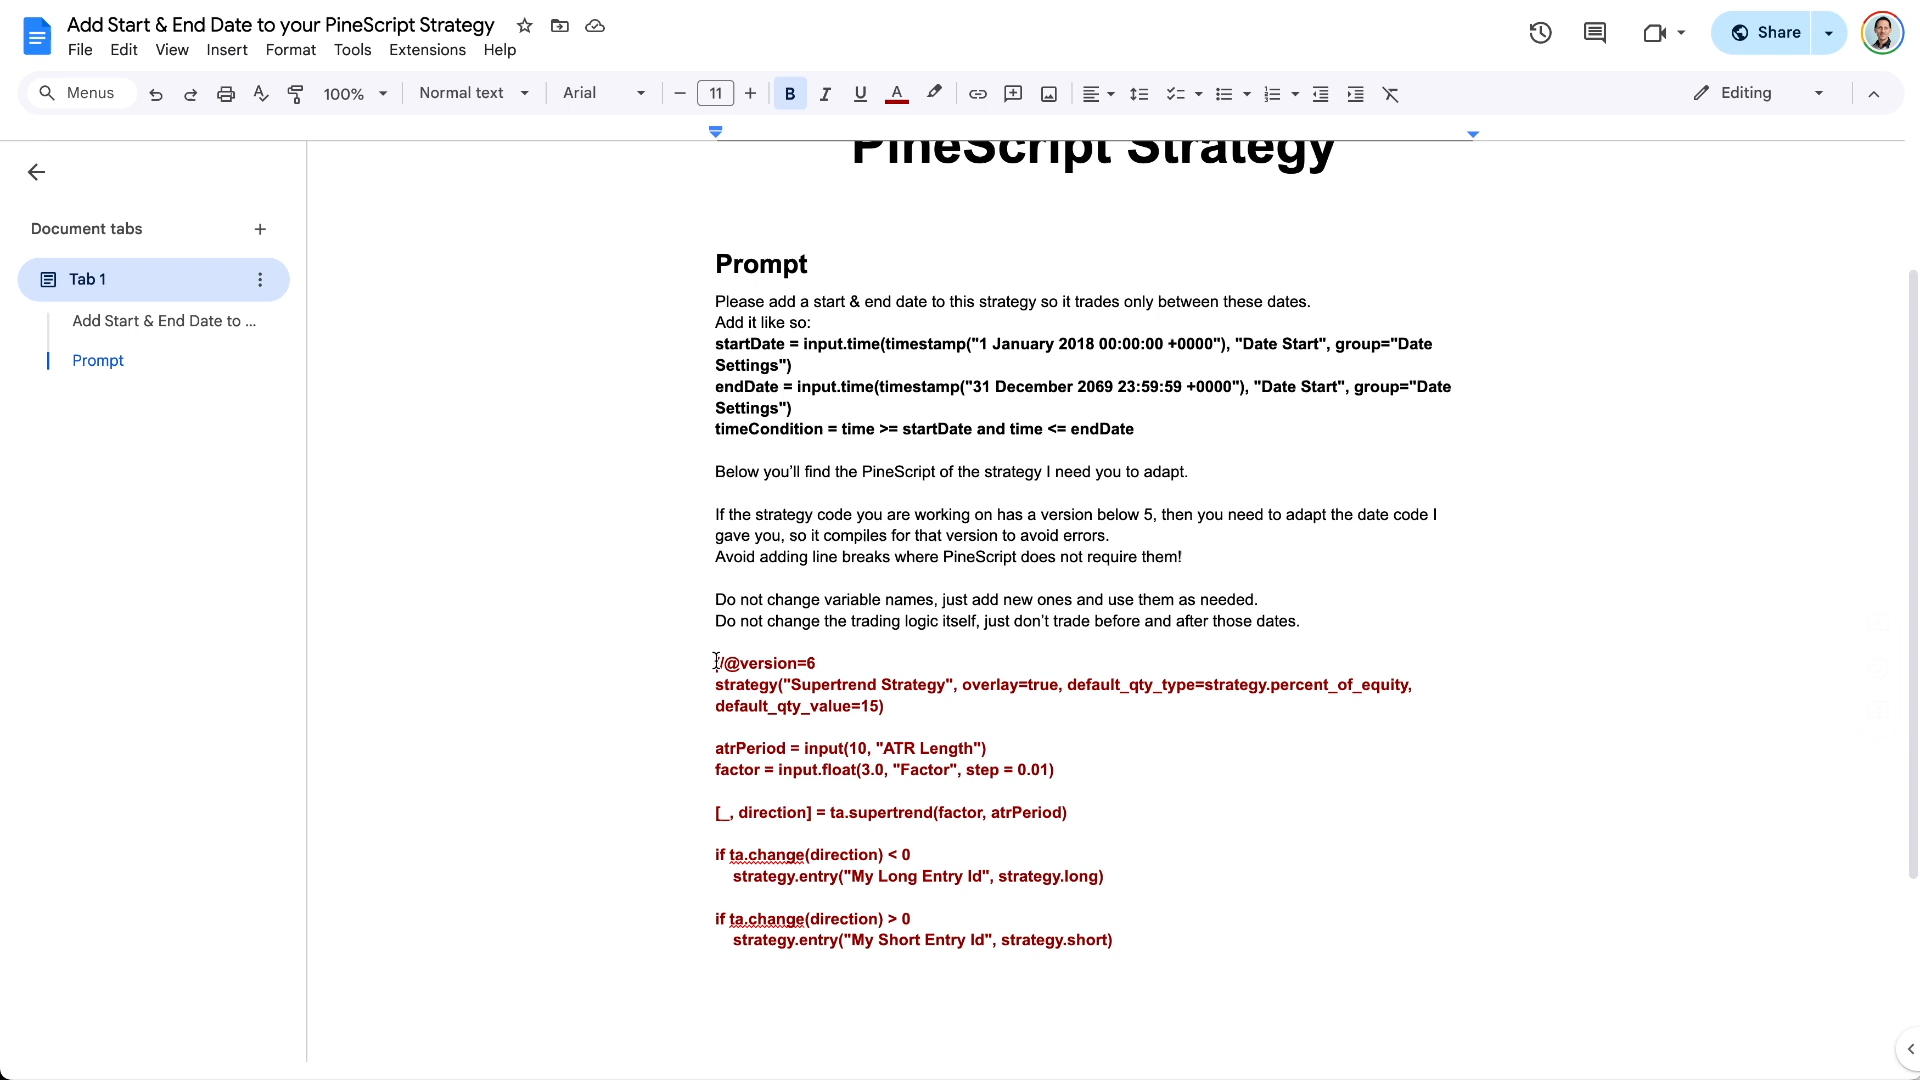 Add Start & End Date to your PineScript Strategy
File Edit View Insert Format Tools Extensions Help
Share
Menus 100% Normal text Arial 11 B I U A Editing
PineScript Strategy
Document tabs
Tab 1
Add Start & End Date to ...
Prompt
Prompt
Please add a start & end date to this strategy so it trades only between these dates.
Add it like so:
startDate = input.time(timestamp("1 January 2018 00:00:00 +0000"), "Date Start", group="Date
Settings")
endDate = input.time(timestamp("31 December 2069 23:59:59 +0000"), "Date Start", group="Date
Settings")
timeCondition = time >= startDate and time <= endDate
Below you'll find the PineScript of the strategy I need you to adapt.
If the strategy code you are working on has a version below 5, then you need to adapt the date code I
gave you, so it compiles for that version to avoid errors.
Avoid adding line breaks where PineScript does not require them!
Do not change variable names, just add new ones and use them as needed.
Do not change the trading logic itself, just don't trade before and after those dates.
//@version=6
strategy("Supertrend Strategy", overlay=true, default_qty_type=strategy.percent_of_equity,
default_qty_value=15)
atrPeriod = input(10, "ATR Length")
factor = input.float(3.0, "Factor", step = 0.01)
[_, direction] = ta.supertrend(factor, atrPeriod)
if ta.change(direction) < 0
strategy.entry("My Long Entry Id", strategy.long)
if ta.change(direction) > 0
strategy.entry("My Short Entry Id", strategy.short)